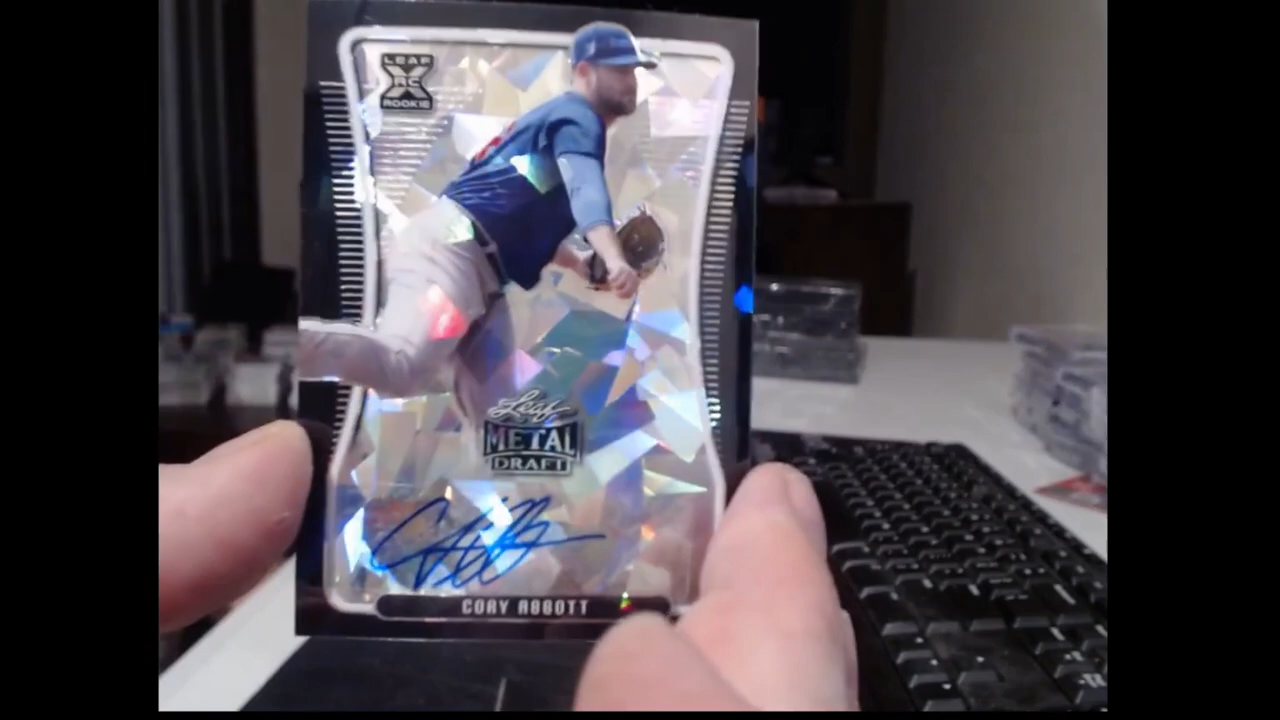 LEAF
RC
ROOKIE
Leaf
METAL
DRAFT
CORY ABBOTT